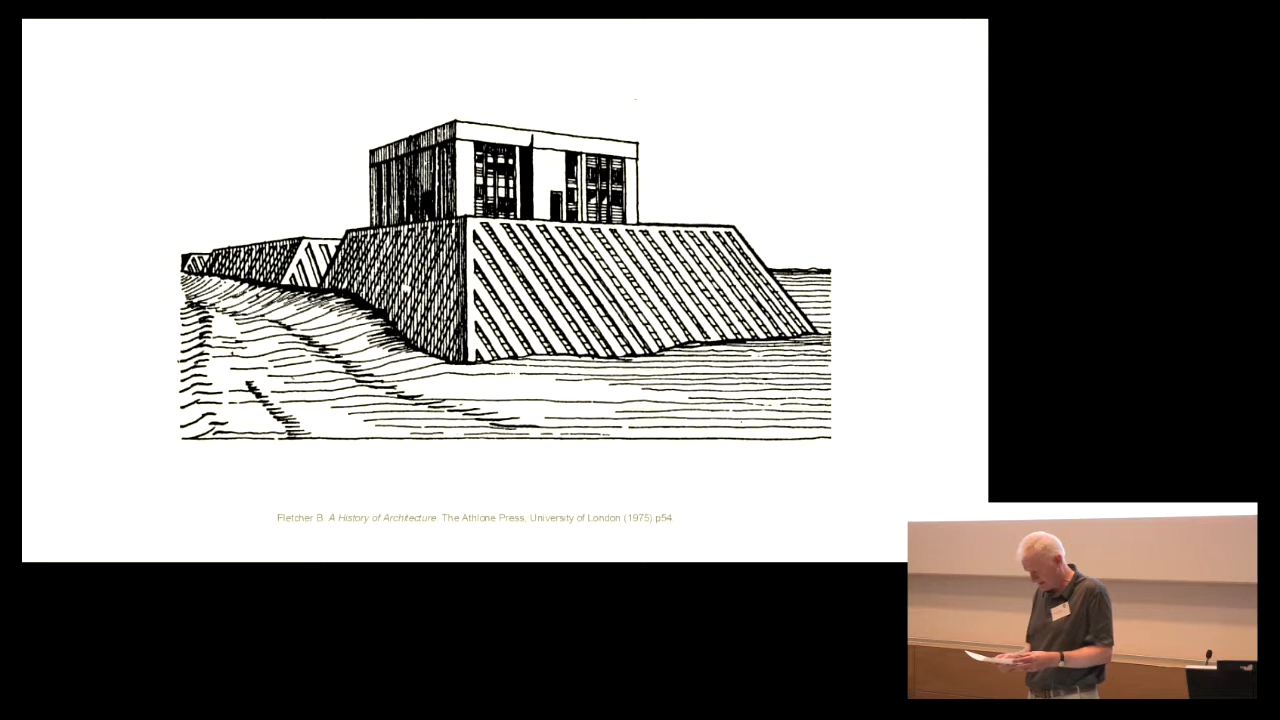 Fletcher B. A History of Architecture The Athlone Press, University of London (1975) p54.